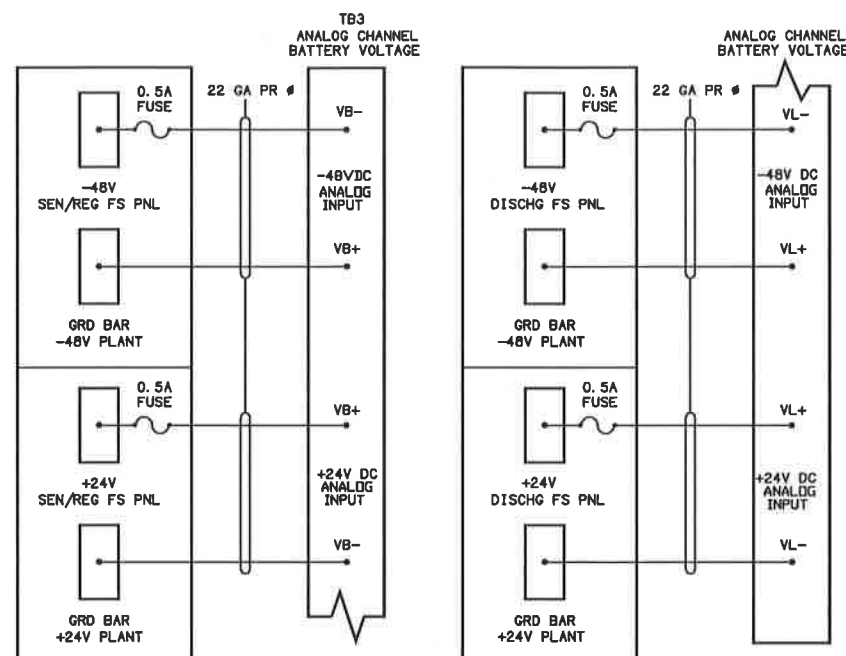 TB3
ANALOG CHANNEL
BATTERY VOLTAGE
0.5A
FUSE
22 GA PR ø
VB-
-48V
SEN/REG FS PNL
-48VDC
ANALOG
INPUT
VB+
GRD BAR
-48V PLANT
0.5A
FUSE
VB+
+24V
SEN/REG FS PNL
+24V DC
ANALOG
INPUT
VB-
GRD BAR
+24V PLANT
ANALOG CHANNEL
BATTERY VOLTAGE
0.5A
FUSE
22 GA PR ø
VL-
-48V
DISCHG FS PNL
-48V DC
ANALOG
INPUT
VL+
GRD BAR
-48V PLANT
0.5A
FUSE
VL+
+24V
DISCHG FS PNL
+24V DC
ANALOG
INPUT
VL-
GRD BAR
+24V PLANT